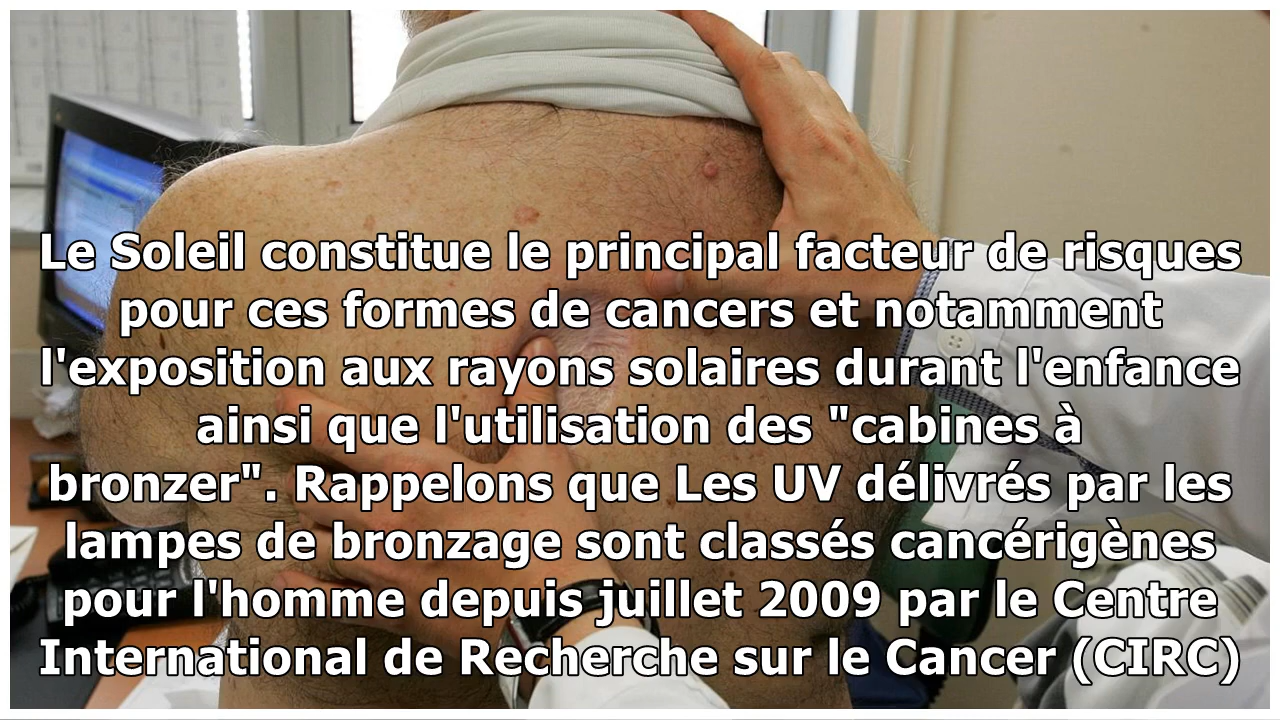 Le Soleil constitue le principal facteur de risques
pour ces formes de cancers et notamment
l'exposition aux rayons solaires durant l'enfance
ainsi que l'utilisation des "cabines à
bronzer". Rappelons que Les UV délivrés par les
lampes de bronzage sont classés cancérigènes
pour l'homme depuis juillet 2009 par le Centre
International de Recherche sur le Cancer (CIRC)